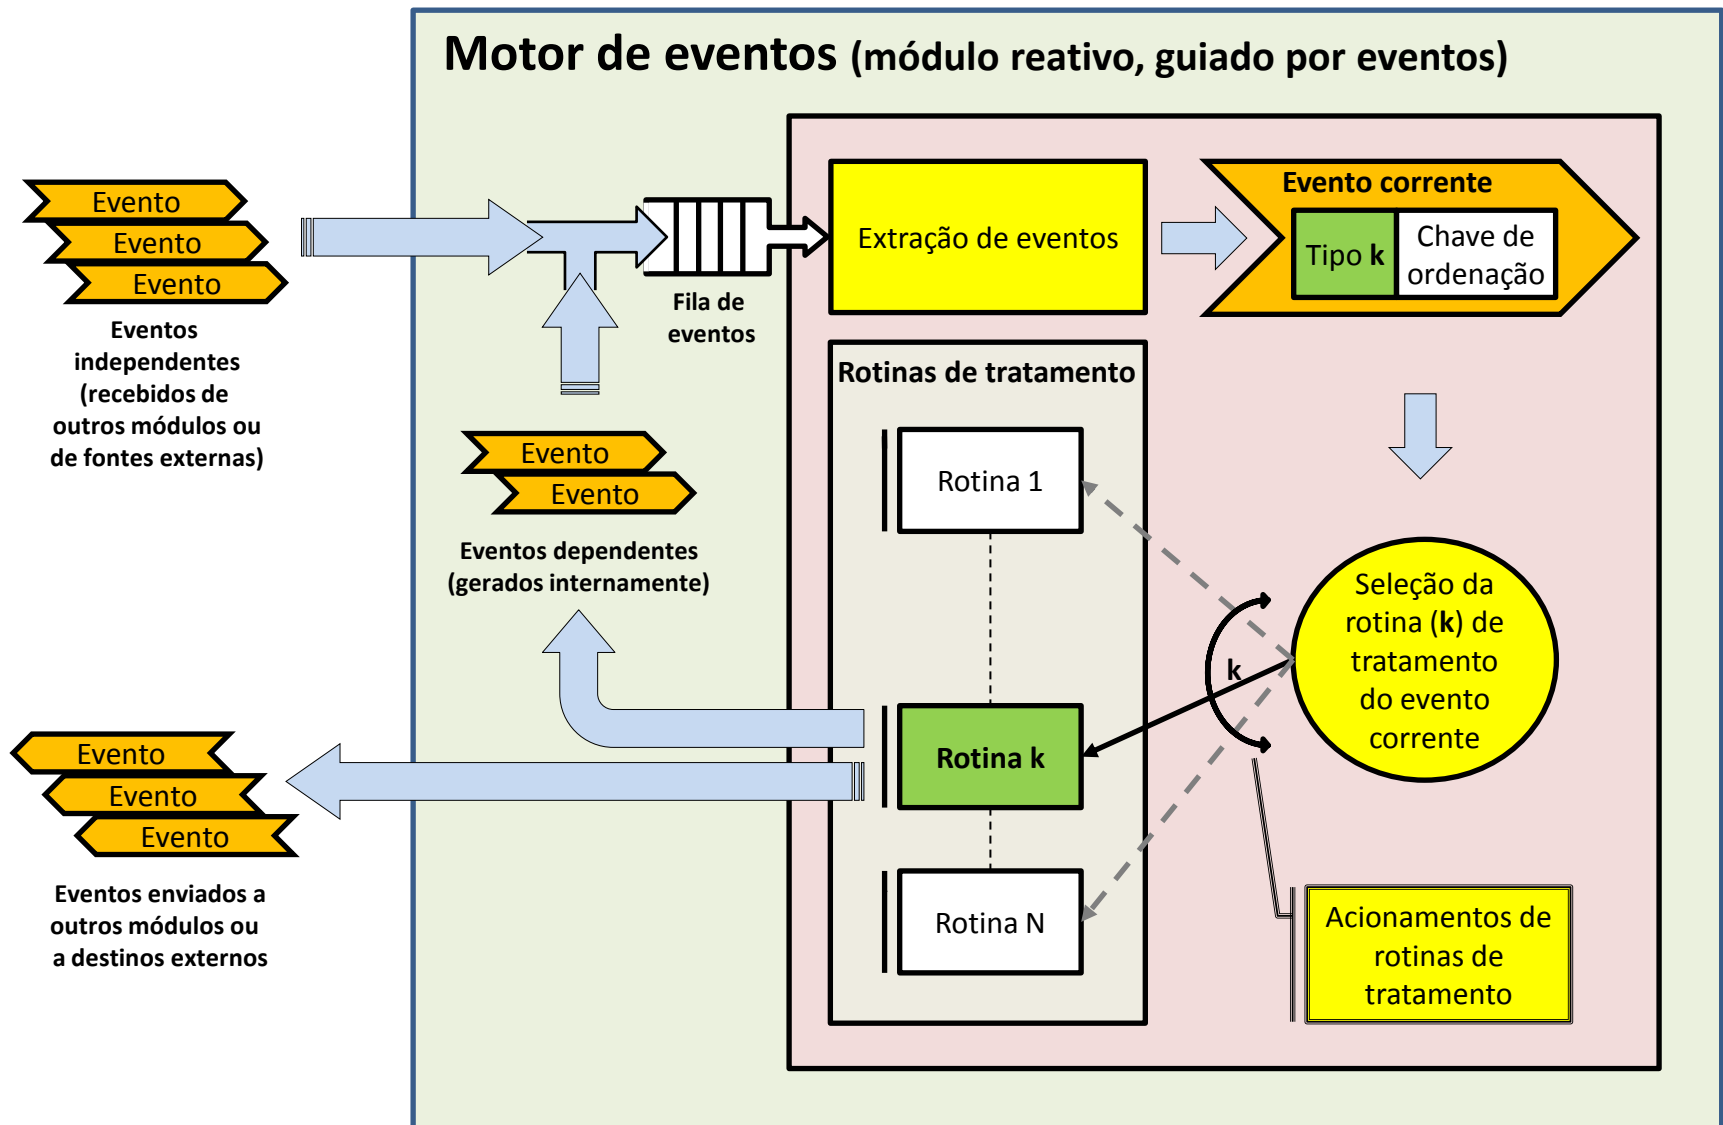 Motor de eventos (módulo reativo, guiado por eventos)
Evento
Evento
Evento
Eventos
independentes
(recebidos de
outros módulos ou
de fontes externas)
Fila de
eventos
Extração de eventos
Evento corrente
Tipo k
Chave de
ordenação
Evento
Evento
Eventos dependentes
(gerados internamente)
Rotinas de tratamento
Rotina 1
Rotina k
Rotina N
k
Seleção da
rotina (k) de
tratamento
do evento
corrente
Acionamentos de
rotinas de
tratamento
Evento
Evento
Evento
Eventos enviados a
outros módulos ou
a destinos externos